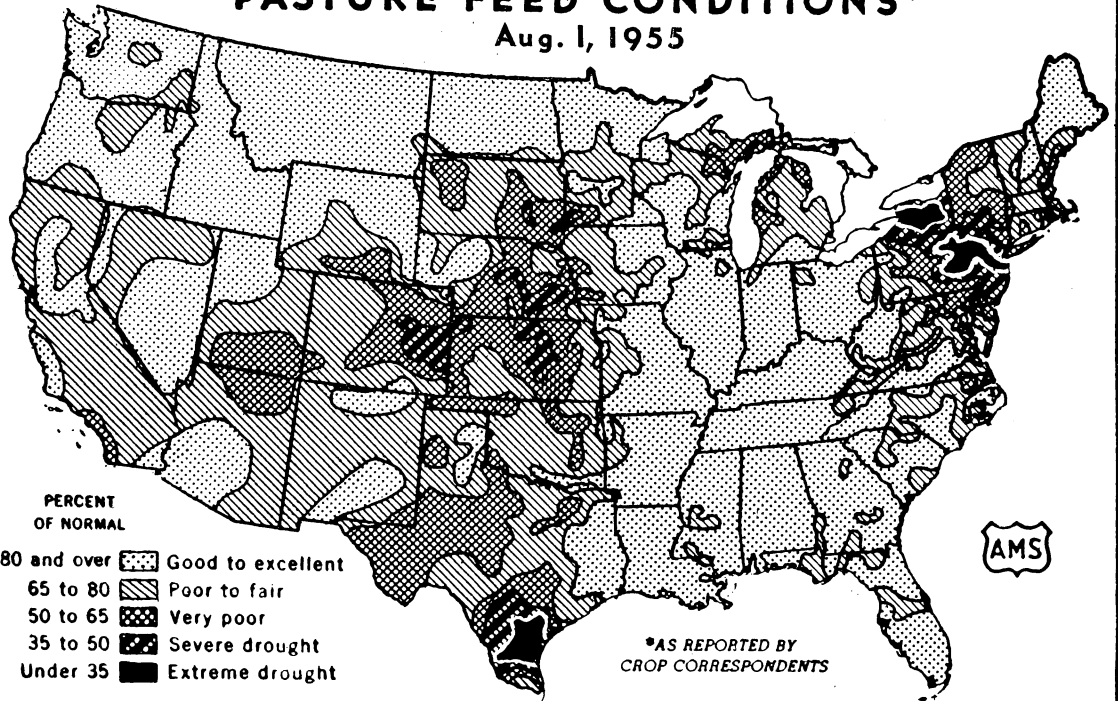 PASTURE FEED CONDITIONS*
Aug. 1, 1955
PERCENT
OF NORMAL
80 and over Good to excellent
65 to 80 Poor to fair
50 to 65 Very poor
35 to 50 Severe drought
Under 35 Extreme drought
*AS REPORTED BY
CROP CORRESPONDENTS
AMS